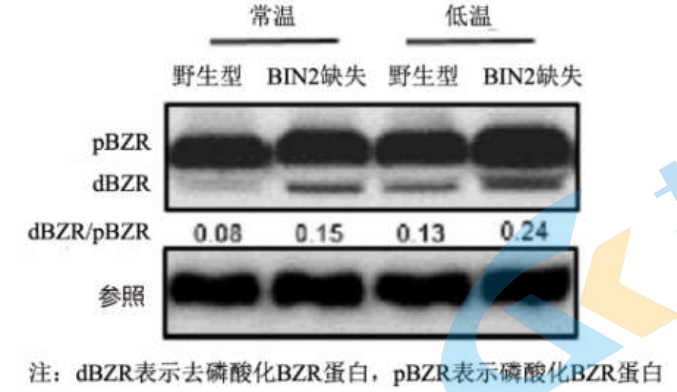 常温 低温
野生型 BIN2缺失 野生型 BIN2缺失
pBZR
dBZR
dBZR/pBZR 0.08 0.15 0.13 0.24
参照
注：dBZR表示去磷酸化BZR蛋白，pBZR表示磷酸化BZR蛋白